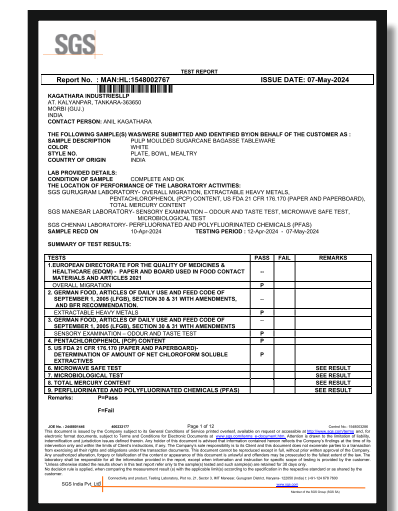 SGS
TEST REPORT
Report No. : MAN:HL:1548002767 ISSUE DATE: 07-May-2024
KAGATHARA INDUSTRIESLLP
AT. KALYANPAR, TANKARA-363650
MORBI (GUJ.)
INDIA
CONTACT PERSON: ANIL KAGATHARA
THE FOLLOWING SAMPLE(S) WAS/WERE SUBMITTED AND IDENTIFIED BY/ON BEHALF OF THE CUSTOMER AS :
SAMPLE DESCRIPTION PULP MOULDED SUGARCANE BAGASSE TABLEWARE
COLOR WHITE
STYLE NO. PLATE, BOWL, MEALTRY
COUNTRY OF ORIGIN INDIA
LAB PROVIDED DETAILS:
CONDITION OF SAMPLE COMPLETE AND OK
THE LOCATION OF PERFORMANCE OF THE LABORATORY ACTIVITIES:
SGS GURUGRAM LABORATORY- OVERALL MIGRATION, EXTRACTABLE HEAVY METALS,
PENTACHLOROPHENOL (PCP) CONTENT, US FDA 21 CFR 176.170 (PAPER AND PAPERBOARD),
TOTAL MERCURY CONTENT
SGS MANESAR LABORATORY- SENSORY EXAMINATION – ODOUR AND TASTE TEST, MICROWAVE SAFE TEST,
MICROBIOLOGICAL TEST
SGS CHENNAI LABORATORY- PERFLUORINATED AND POLYFLUORINATED CHEMICALS (PFAS)
SAMPLE RECD ON 10-Apr-2024 TESTING PERIOD : 12-Apr-2024 - 07-May-2024
SUMMARY OF TEST RESULTS:
TESTS PASS FAIL REMARKS
1.EUROPEAN DIRECTORATE FOR THE QUALITY OF MEDICINES &
HEALTHCARE (EDQM) - PAPER AND BOARD USED IN FOOD CONTACT --
MATERIALS AND ARTICLES 2021
OVERALL MIGRATION P
2. GERMAN FOOD, ARTICLES OF DAILY USE AND FEED CODE OF
SEPTEMBER 1, 2005 (LFGB), SECTION 30 & 31 WITH AMENDMENTS, --
AND BFR RECOMMENDATION.
EXTRACTABLE HEAVY METALS P
3. GERMAN FOOD, ARTICLES OF DAILY USE AND FEED CODE OF
SEPTEMBER 1, 2005 (LFGB), SECTION 30 & 31 WITH AMENDMENTS --
SENSORY EXAMINATION – ODOUR AND TASTE TEST P
4. PENTACHLOROPHENOL (PCP) CONTENT P
5. US FDA 21 CFR 176.170 (PAPER AND PAPERBOARD)-
DETERMINATION OF AMOUNT OF NET CHLOROFORM SOLUBLE P
EXTRACTIVES
6. MICROWAVE SAFE TEST SEE RESULT
7. MICROBIOLOGICAL TEST SEE RESULT
8. TOTAL MERCURY CONTENT SEE RESULT
9. PERFLUORINATED AND POLYFLUORINATED CHEMICALS (PFAS) SEE RESULT
Remarks: P=Pass
F=Fail
Page 1 of 12
SGS India Pvt. Ltd.